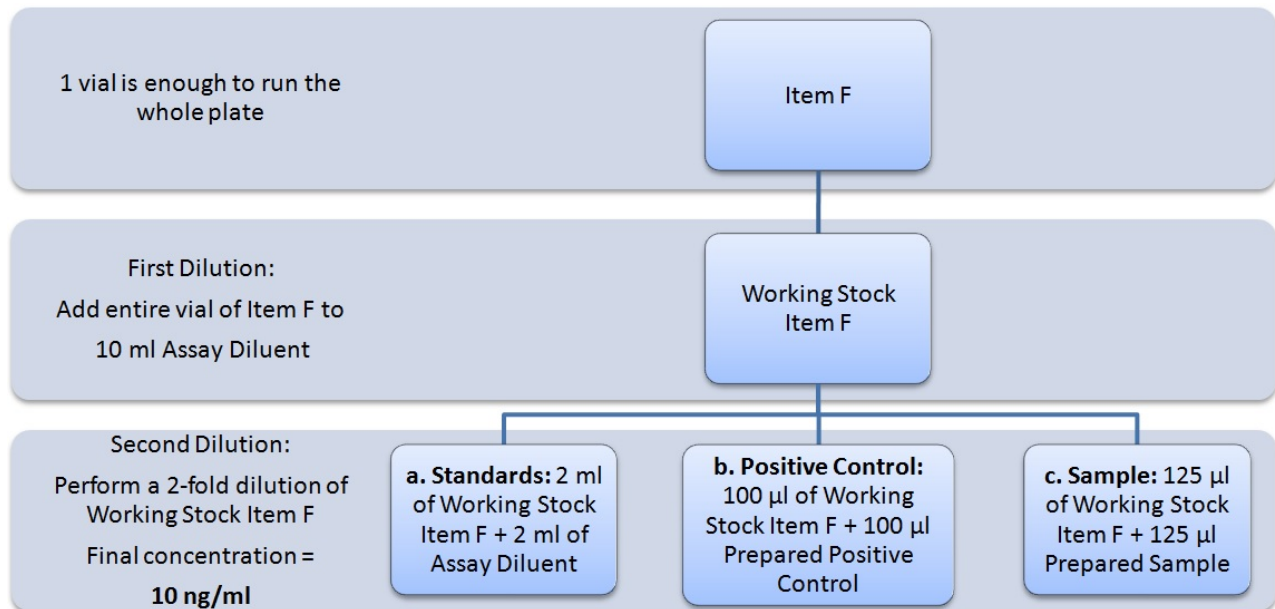 1 vial is enough to run the
whole plate
Item F
First Dilution:
Add entire vial of Item F to
10 ml Assay Diluent
Working Stock
Item F
Second Dilution:
Perform a 2-fold dilution of
Working Stock Item F
Final concentration =
10 ng/ml
a. Standards: 2 ml
of Working Stock
Item F + 2 ml of
Assay Diluent
b. Positive Control:
100 µl of Working
Stock Item F + 100 µl
Prepared Positive
Control
c. Sample: 125 µl
of Working Stock
Item F + 125 µl
Prepared Sample